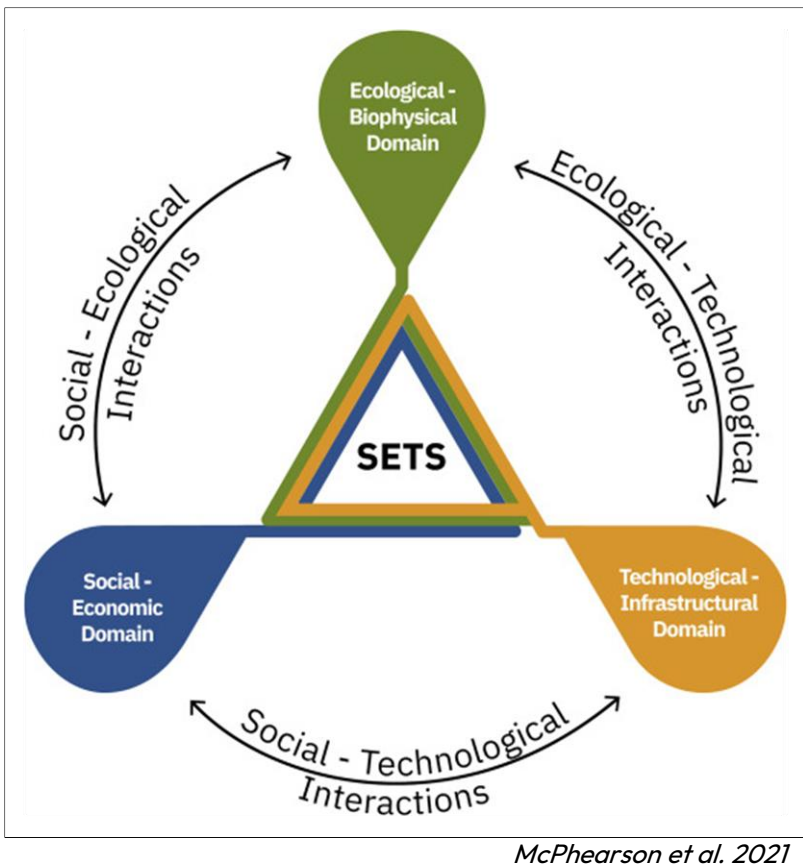 Ecological -
Biophysical
Domain
Social - Ecological
Interactions
Ecological - Technological
Interactions
SETS
Social -
Economic
Domain
Technological -
Infrastructural
Domain
Social - Technological
Interactions
McPhearson et al. 2021